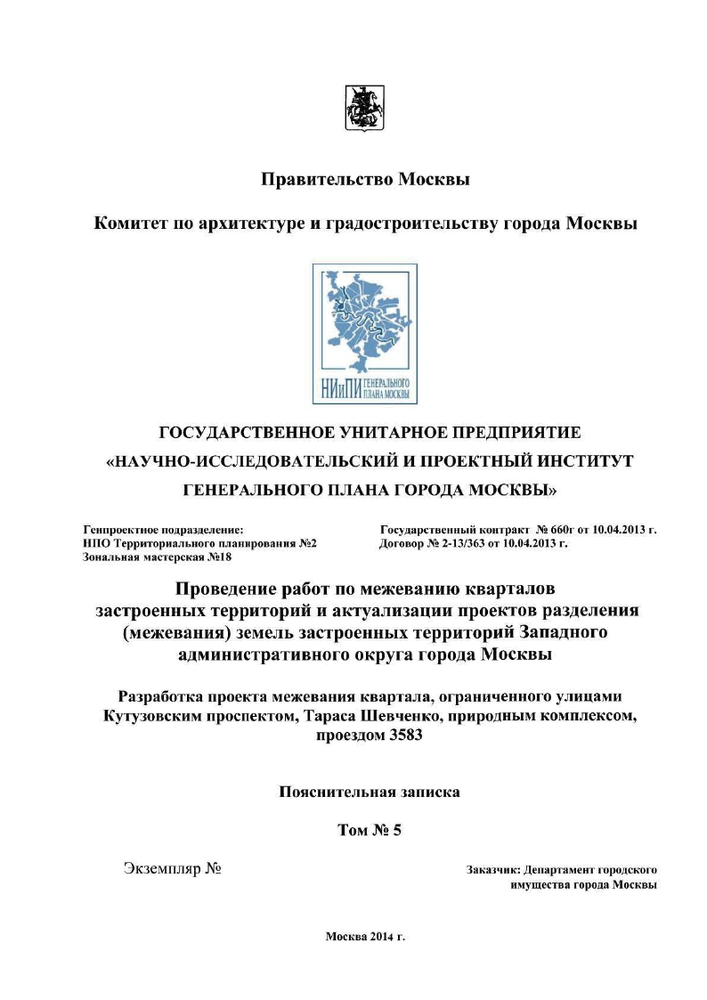 Правительство Москвы
Комитет по архитектуре и градостроительству города Москвы
НИиПИ ГЕНЕРАЛЬНОГО
ПЛАНА МОСКВЫ
ГОСУДАРСТВЕННОЕ УНИТАРНОЕ ПРЕДПРИЯТИЕ
«НАУЧНО-ИССЛЕДОВАТЕЛЬСКИЙ И ПРОЕКТНЫЙ ИНСТИТУТ
ГЕНЕРАЛЬНОГО ПЛАНА ГОРОДА МОСКВЫ»
Генпроектное подразделение:
НПО Территориального планирования №2
Зональная мастерская №18
Государственный контракт № 660г от 10.04.2013 г.
Договор № 2-13/363 от 10.04.2013 г.
Проведение работ по межеванию кварталов
застроенных территорий и актуализации проектов разделения
(межевания) земель застроенных территорий Западного
административного округа города Москвы
Разработка проекта межевания квартала, ограниченного улицами
Кутузовским проспектом, Тараса Шевченко, природным комплексом,
проездом 3583
Пояснительная записка
Том № 5
Экземпляр №
Заказчик: Департамент городского
имущества города Москвы
Москва 2014 г.